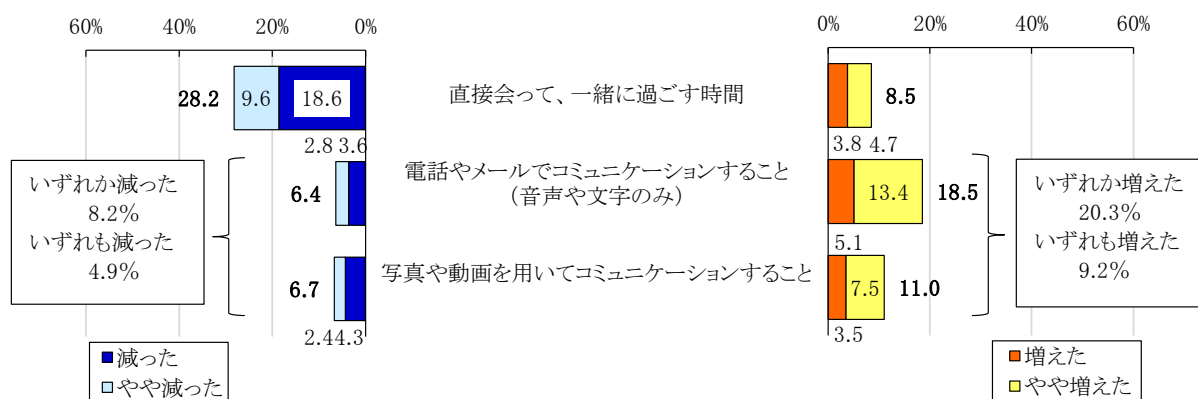 60% 40% 20% 0% 0% 20% 40% 60%
28.2 9.6 18.6 直接会って、一緒に過ごす時間 8.5
2.8 3.6 3.8 4.7
いずれか減った
8.2%
いずれも減った
4.9%
6.4 電話やメールでコミュニケーションすること
(音声や文字のみ)
13.4 18.5
5.1
いずれか増えた
20.3%
いずれも増えた
9.2%
6.7 写真や動画を用いてコミュニケーションすること 7.5 11.0
2.4 4.3 3.5
減った
やや減った
増えた
やや増えた